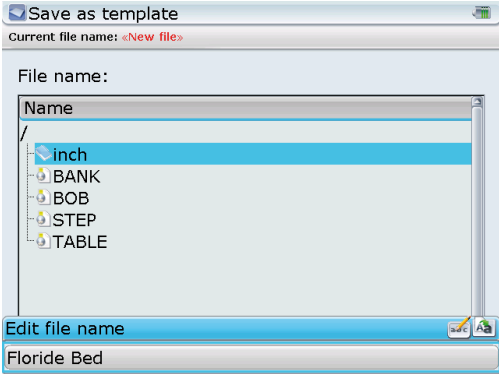 Save as template
Current file name: «New file»
File name:
Name
/
inch
BANK
BOB
STEP
TABLE
Edit file name
Floride Bed